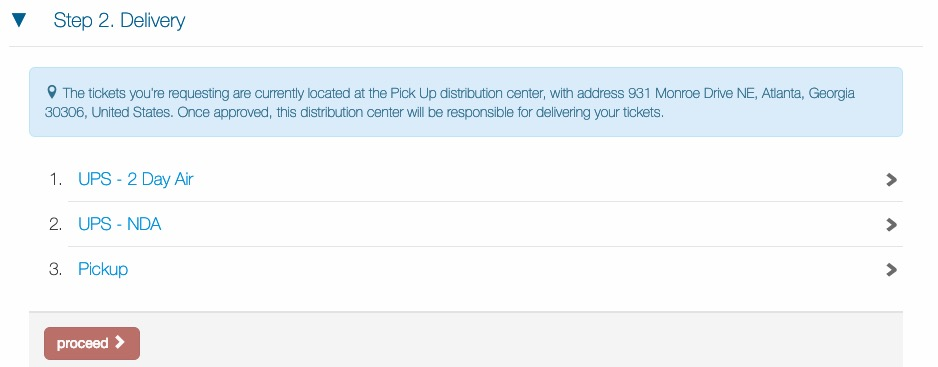 Step 2. Delivery
The tickets you're requesting are currently located at the Pick Up distribution center, with address 931 Monroe Drive NE, Atlanta, Georgia
30306, United States. Once approved, this distribution center will be responsible for delivering your tickets.
1. UPS - 2 Day Air
2. UPS - NDA
3. Pickup
proceed